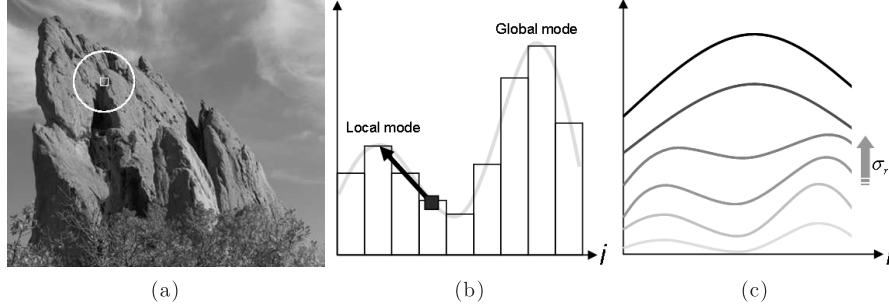 Global mode
Local mode
σr
i
i
(a)
(b)
(c)